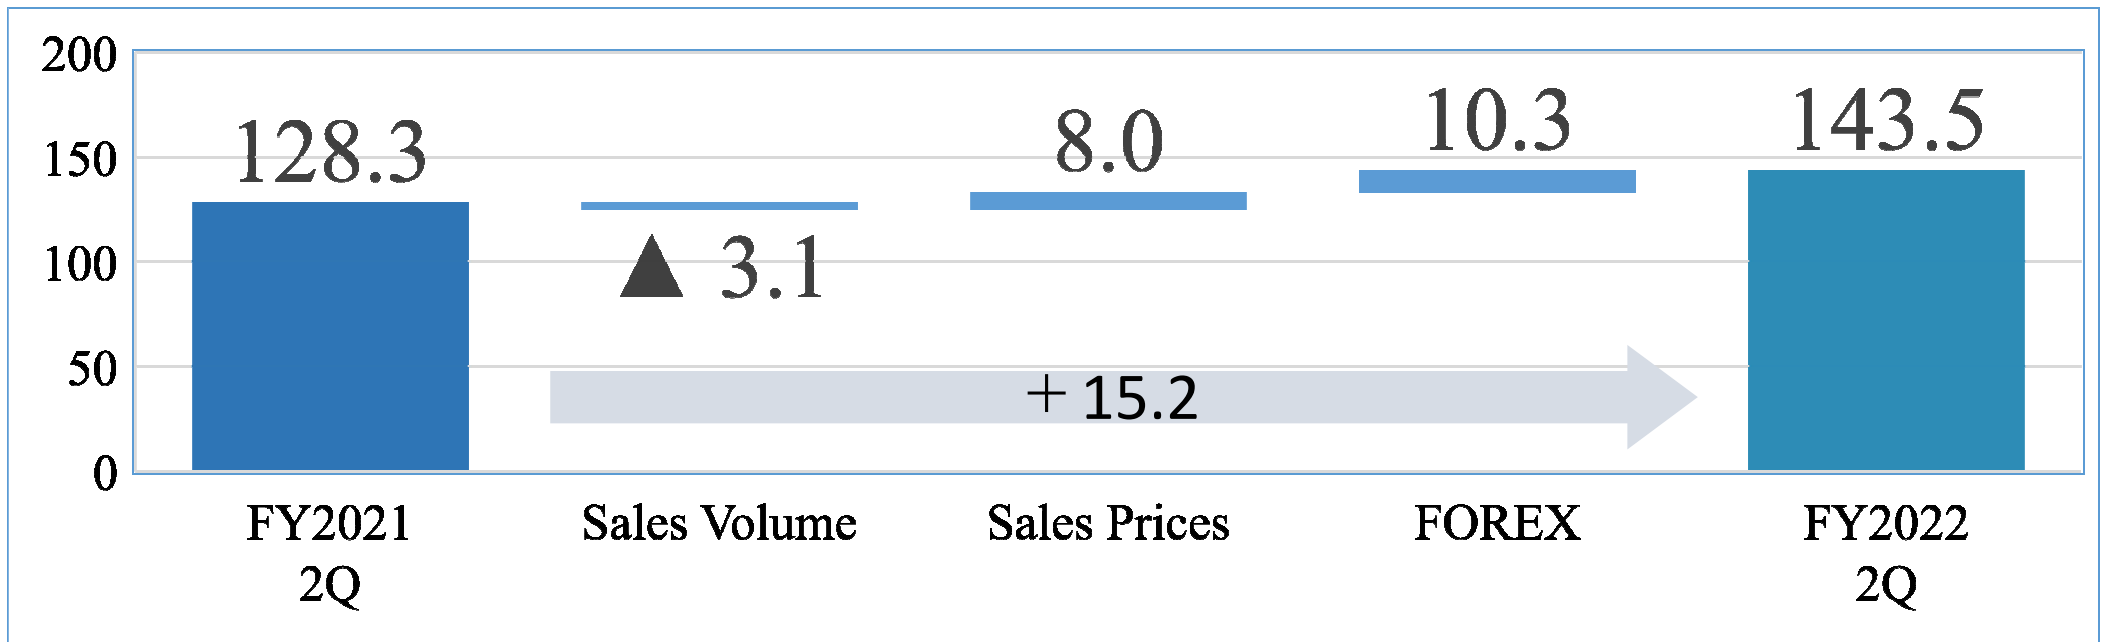 200
150
100
50
0
128.3
▲ 3.1
8.0
10.3
143.5
+15.2
FY2021
2Q
Sales Volume
Sales Prices
FOREX
FY2022
2Q